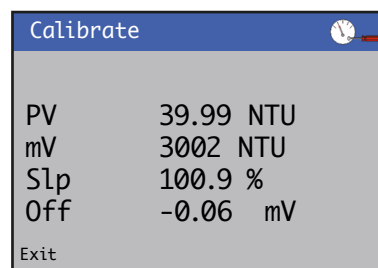 Calibrate
PV 39.99 NTU
mV 3002 NTU
Slp 100.9 %
Off -0.06 mV
Exit